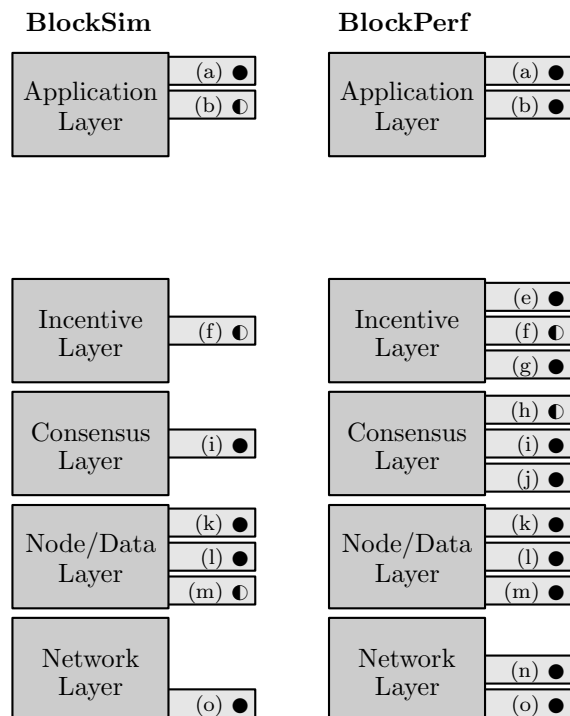 BlockSim
Application
Layer
(a) ●
(b) ◐
Incentive
Layer
(f) ◐
Consensus
Layer
(i) ●
Node/Data
Layer
(k) ●
(l) ●
(m) ◐
Network
Layer
(o) ●
BlockPerf
Application
Layer
(a) ●
(b) ●
Incentive
Layer
(e) ●
(f) ◐
(g) ●
Consensus
Layer
(h) ◐
(i) ●
(j) ●
Node/Data
Layer
(k) ●
(l) ●
(m) ●
Network
Layer
(n) ●
(o) ●